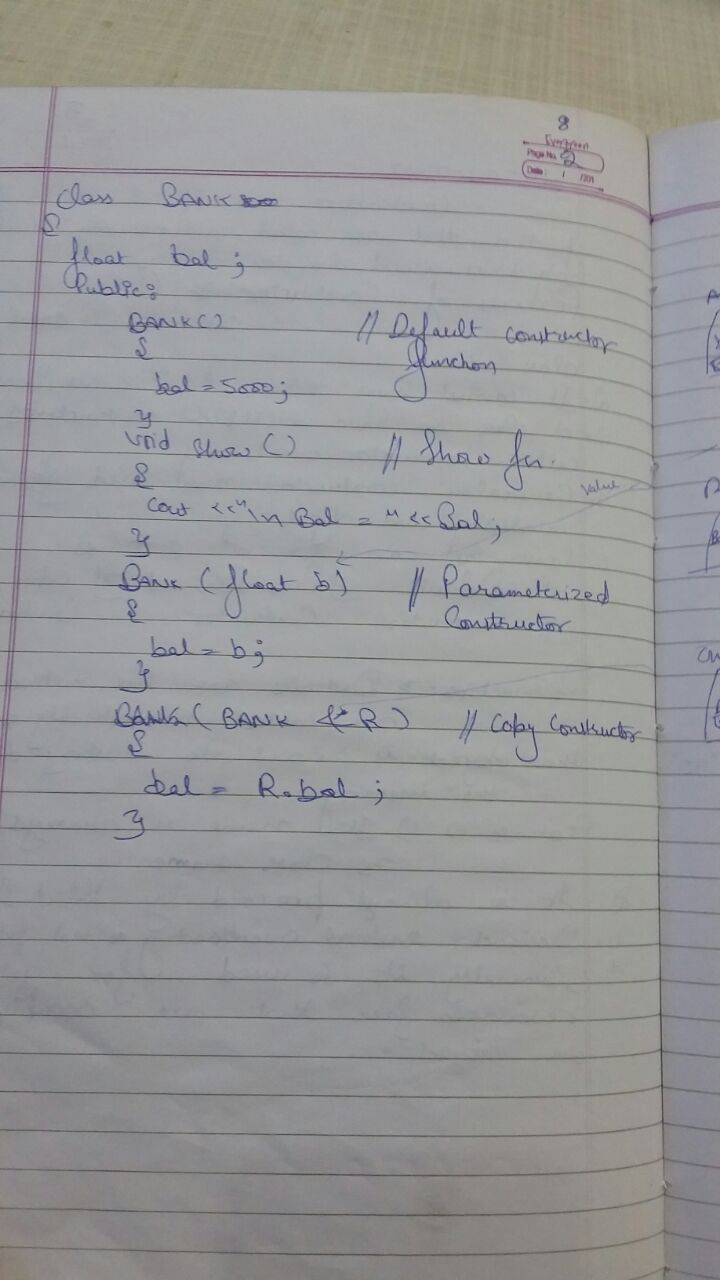 8
Evergreen
Page No. 2
Date: / /201
class BANK
{
float bal ;
Public:
BANK() // Default constructor
{ function
bal = 5000;
}
void show () // Show fn.
{
value
cout <<"\n Bal = " << Bal;
}
BANK (float b) // Parameterized
{ Constructor
bal = b;
}
BANK ( BANK & R) // Copy Constructor
{
bal = R.bal ;
}